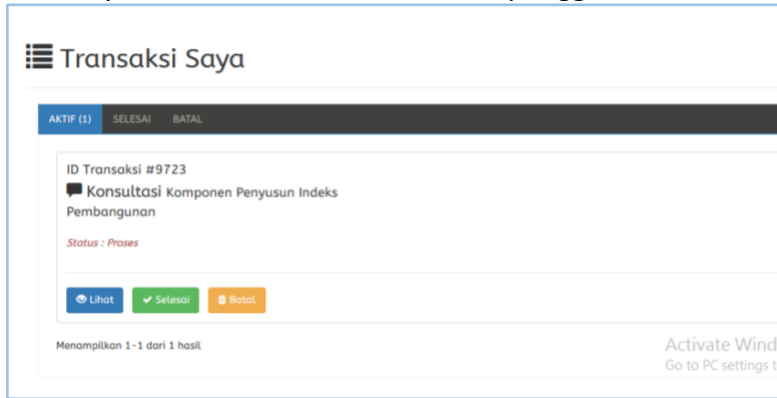 Transaksi Saya
AKTIF (1) SELESAI BATAL
ID Transaksi #9723
Konsultasi Komponen Penyusun Indeks
Pembangunan
Status : Proses
Lihat Selesai Batal
Menampilkan 1-1 dari 1 hasil
Activate Wind
Go to PC settings t